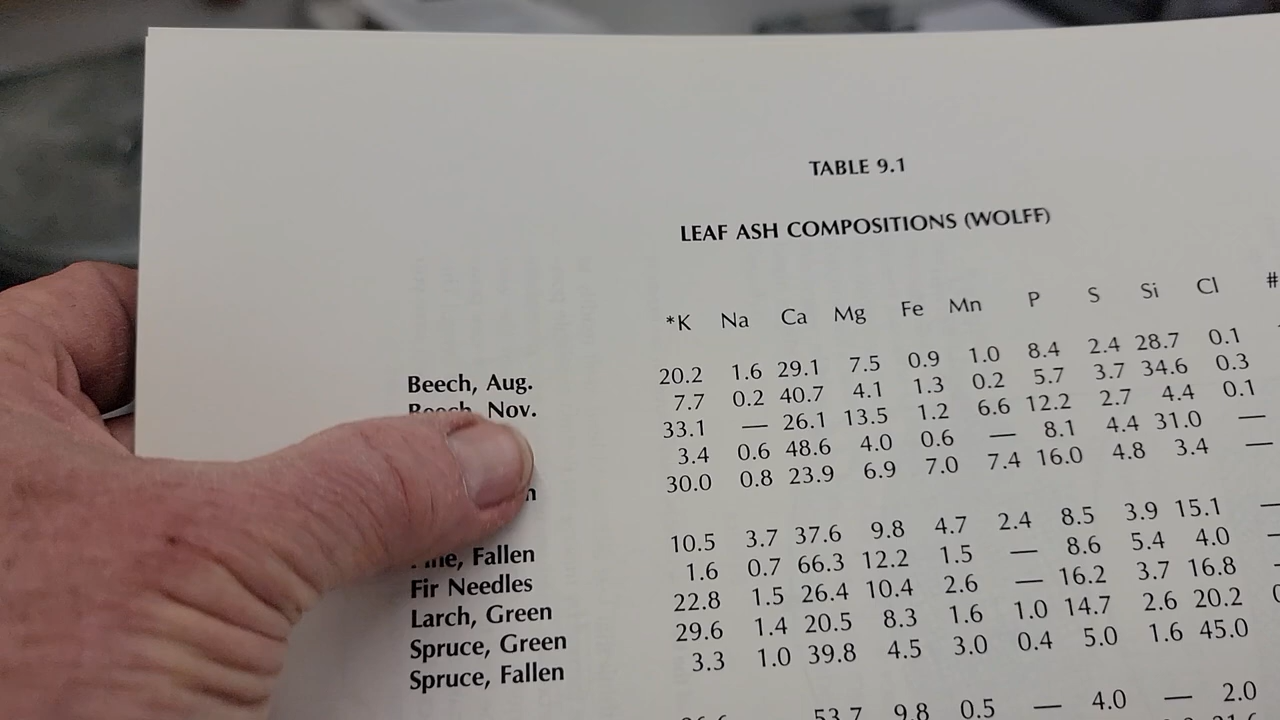 TABLE 9.1
LEAF ASH COMPOSITIONS (WOLFF)
*K Na Ca Mg Fe Mn P S Si Cl #
Beech, Aug. 20.2 1.6 29.1 7.5 0.9 1.0 8.4 2.4 28.7 0.1
Beech, Nov. 7.7 0.2 40.7 4.1 1.3 0.2 5.7 3.7 34.6 0.3
33.1 — 26.1 13.5 1.2 6.6 12.2 2.7 4.4 0.1
3.4 0.6 48.6 4.0 0.6 — 8.1 4.4 31.0 —
30.0 0.8 23.9 6.9 7.0 7.4 16.0 4.8 3.4 —
Pine, Fallen 10.5 3.7 37.6 9.8 4.7 2.4 8.5 3.9 15.1 —
Fir Needles 1.6 0.7 66.3 12.2 1.5 — 8.6 5.4 4.0 —
Larch, Green 22.8 1.5 26.4 10.4 2.6 — 16.2 3.7 16.8
Spruce, Green 29.6 1.4 20.5 8.3 1.6 1.0 14.7 2.6 20.2
Spruce, Fallen 3.3 1.0 39.8 4.5 3.0 0.4 5.0 1.6 45.0
53.7 9.8 0.5 — 4.0 — 2.0